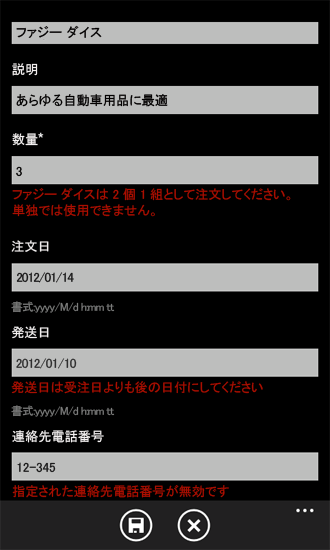 ファジー ダイス
説明
あらゆる自動車用品に最適
数量*
3
ファジー ダイスは 2 個 1 組として注文してください。
単独では使用できません。
注文日
2012/01/14
書式:yyyy/M/d h:mm tt
発送日
2012/01/10
発送日は受注日よりも後の日付にしてください
書式:yyyy/M/d h:mm tt
連絡先電話番号
12-345
指定された連絡先電話番号が無効です